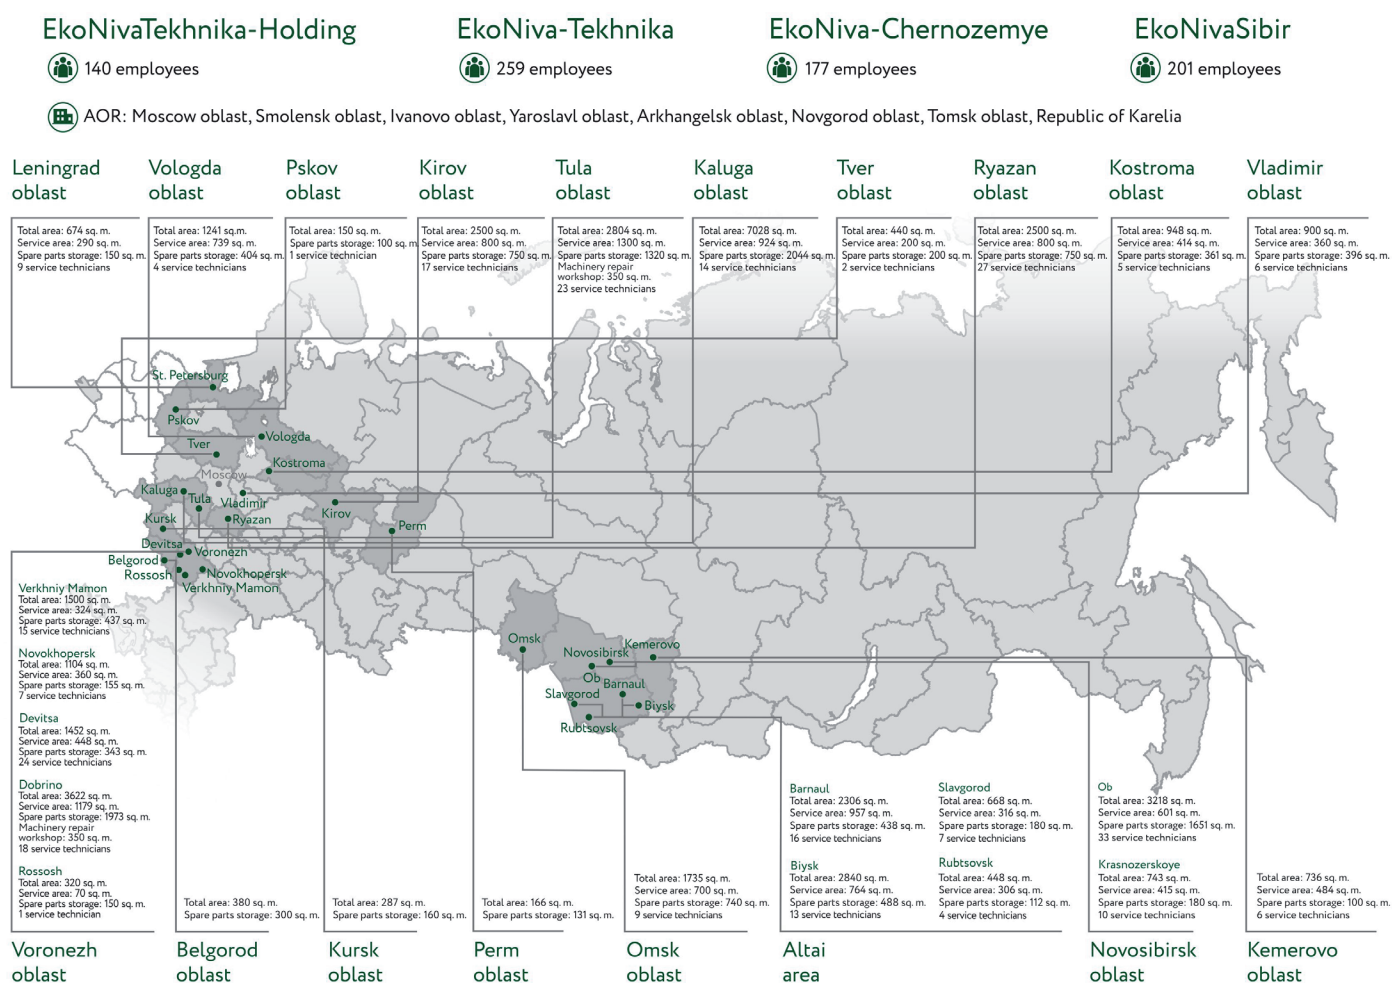 EkoNivaTekhnika-Holding
140 employees
EkoNiva-Tekhnika
259 employees
EkoNiva-Chernozemye
177 employees
EkoNivaSibir
201 employees
AOR: Moscow oblast, Smolensk oblast, Ivanovo oblast, Yaroslavl oblast, Arkhangelsk oblast, Novgorod oblast, Tomsk oblast, Republic of Karelia
Leningrad
oblast
Total area: 674 sq. m.
Service area: 290 sq. m.
Spare parts storage: 150 sq. m.
9 service technicians
Vologda
oblast
Total area: 1241 sq. m.
Service area: 739 sq. m.
Spare parts storage: 404 sq. m.
4 service technicians
Pskov
oblast
Total area: 150 sq. m.
Spare parts storage: 100 sq. m.
1 service technician
Kirov
oblast
Total area: 2500 sq. m.
Service area: 800 sq. m.
Spare parts storage: 750 sq. m.
17 service technicians
Tula
oblast
Total area: 2804 sq. m.
Service area: 1300 sq. m.
Spare parts storage: 1320 sq. m.
Machinery repair
workshop: 350 sq. m.
23 service technicians
Kaluga
oblast
Total area: 7028 sq. m.
Service area: 924 sq. m.
Spare parts storage: 2044 sq. m.
14 service technicians
Tver
oblast
Total area: 440 sq. m.
Service area: 200 sq. m.
Spare parts storage: 200 sq. m.
2 service technicians
Ryazan
oblast
Total area: 2500 sq. m.
Service area: 800 sq. m.
Spare parts storage: 750 sq. m.
27 service technicians
Kostroma
oblast
Total area: 948 sq. m.
Service area: 414 sq. m.
Spare parts storage: 361 sq. m.
5 service technicians
Vladimir
oblast
Total area: 900 sq. m.
Service area: 360 sq. m.
Spare parts storage: 396 sq. m.
6 service technicians
St. Petersburg
Pskov
Vologda
Tver
Kostroma
Moscow
Kaluga
Tula
Vladimir
Kirov
Kursk
Ryazan
Perm
Devitsa
Voronezh
Belgorod
Rossosh
Novokhopersk
Verkhniy Mamon
Omsk
Novosibirsk
Kemerovo
Ob
Barnaul
Slavgorod
Biysk
Rubtsovsk
Verkhniy Mamon
Total area: 1500 sq. m.
Service area: 324 sq. m.
Spare parts storage: 437 sq. m.
15 service technicians
Novokhopersk
Total area: 1104 sq. m.
Service area: 360 sq. m.
Spare parts storage: 155 sq. m.
7 service technicians
Devitsa
Total area: 1452 sq. m.
Service area: 448 sq. m.
Spare parts storage: 343 sq. m.
24 service technicians
Dobrino
Total area: 3622 sq. m.
Service area: 1179 sq. m.
Spare parts storage: 1973 sq. m.
Machinery repair
workshop: 350 sq. m.
18 service technicians
Rossosh
Total area: 320 sq. m.
Service area: 70 sq. m.
Spare parts storage: 150 sq. m.
1 service technician
Voronezh
oblast
Total area: 380 sq. m.
Spare parts storage: 300 sq. m.
Belgorod
oblast
Total area: 287 sq. m.
Spare parts storage: 160 sq. m.
Kursk
oblast
Total area: 166 sq. m.
Spare parts storage: 131 sq. m.
Perm
oblast
Total area: 1735 sq. m.
Service area: 700 sq. m.
Spare parts storage: 740 sq. m.
9 service technicians
Omsk
oblast
Barnaul
Total area: 2306 sq. m.
Service area: 957 sq. m.
Spare parts storage: 438 sq. m.
16 service technicians
Biysk
Total area: 2840 sq. m.
Service area: 764 sq. m.
Spare parts storage: 488 sq. m.
13 service technicians
Slavgorod
Total area: 668 sq. m.
Service area: 316 sq. m.
Spare parts storage: 180 sq. m.
7 service technicians
Rubtsovsk
Total area: 448 sq. m.
Service area: 306 sq. m.
Spare parts storage: 112 sq. m.
4 service technicians
Altai
area
Ob
Total area: 3218 sq. m.
Service area: 601 sq. m.
Spare parts storage: 1651 sq. m.
33 service technicians
Krasnozerskoye
Total area: 743 sq. m.
Service area: 415 sq. m.
Spare parts storage: 180 sq. m.
10 service technicians
Novosibirsk
oblast
Total area: 736 sq. m.
Service area: 484 sq. m.
Spare parts storage: 100 sq. m.
6 service technicians
Kemerovo
oblast